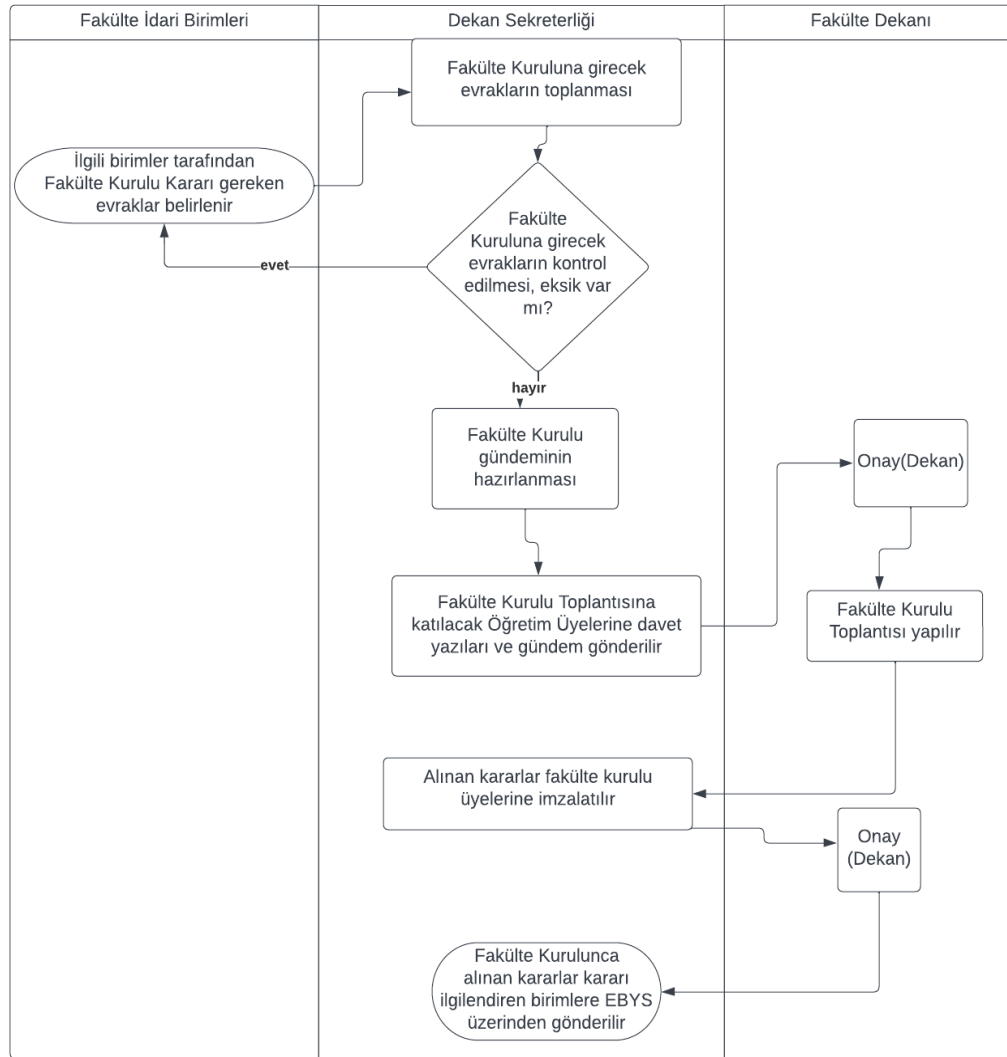 Fakülte İdari Birimleri
Dekan Sekreterliği
Fakülte Dekanı
Fakülte Kuruluna girecek
evrakların toplanması
İlgili birimler tarafından
Fakülte Kurulu Kararı gereken
evraklar belirlenir
Fakülte
Kuruluna girecek
evrakların kontrol
edilmesi, eksik var
mı?
evet
hayır
Fakülte Kurulu
gündeminin
hazırlanması
Onay(Dekan)
Fakülte Kurulu Toplantısına
katılacak Öğretim Üyelerine davet
yazıları ve gündem gönderilir
Fakülte Kurulu
Toplantısı yapılır
Alınan kararlar fakülte kurulu
üyelerine imzalatılır
Onay
(Dekan)
Fakülte Kurulunca
alınan kararlar kararı
ilgilendiren birimlere EBYS
üzerinden gönderilir